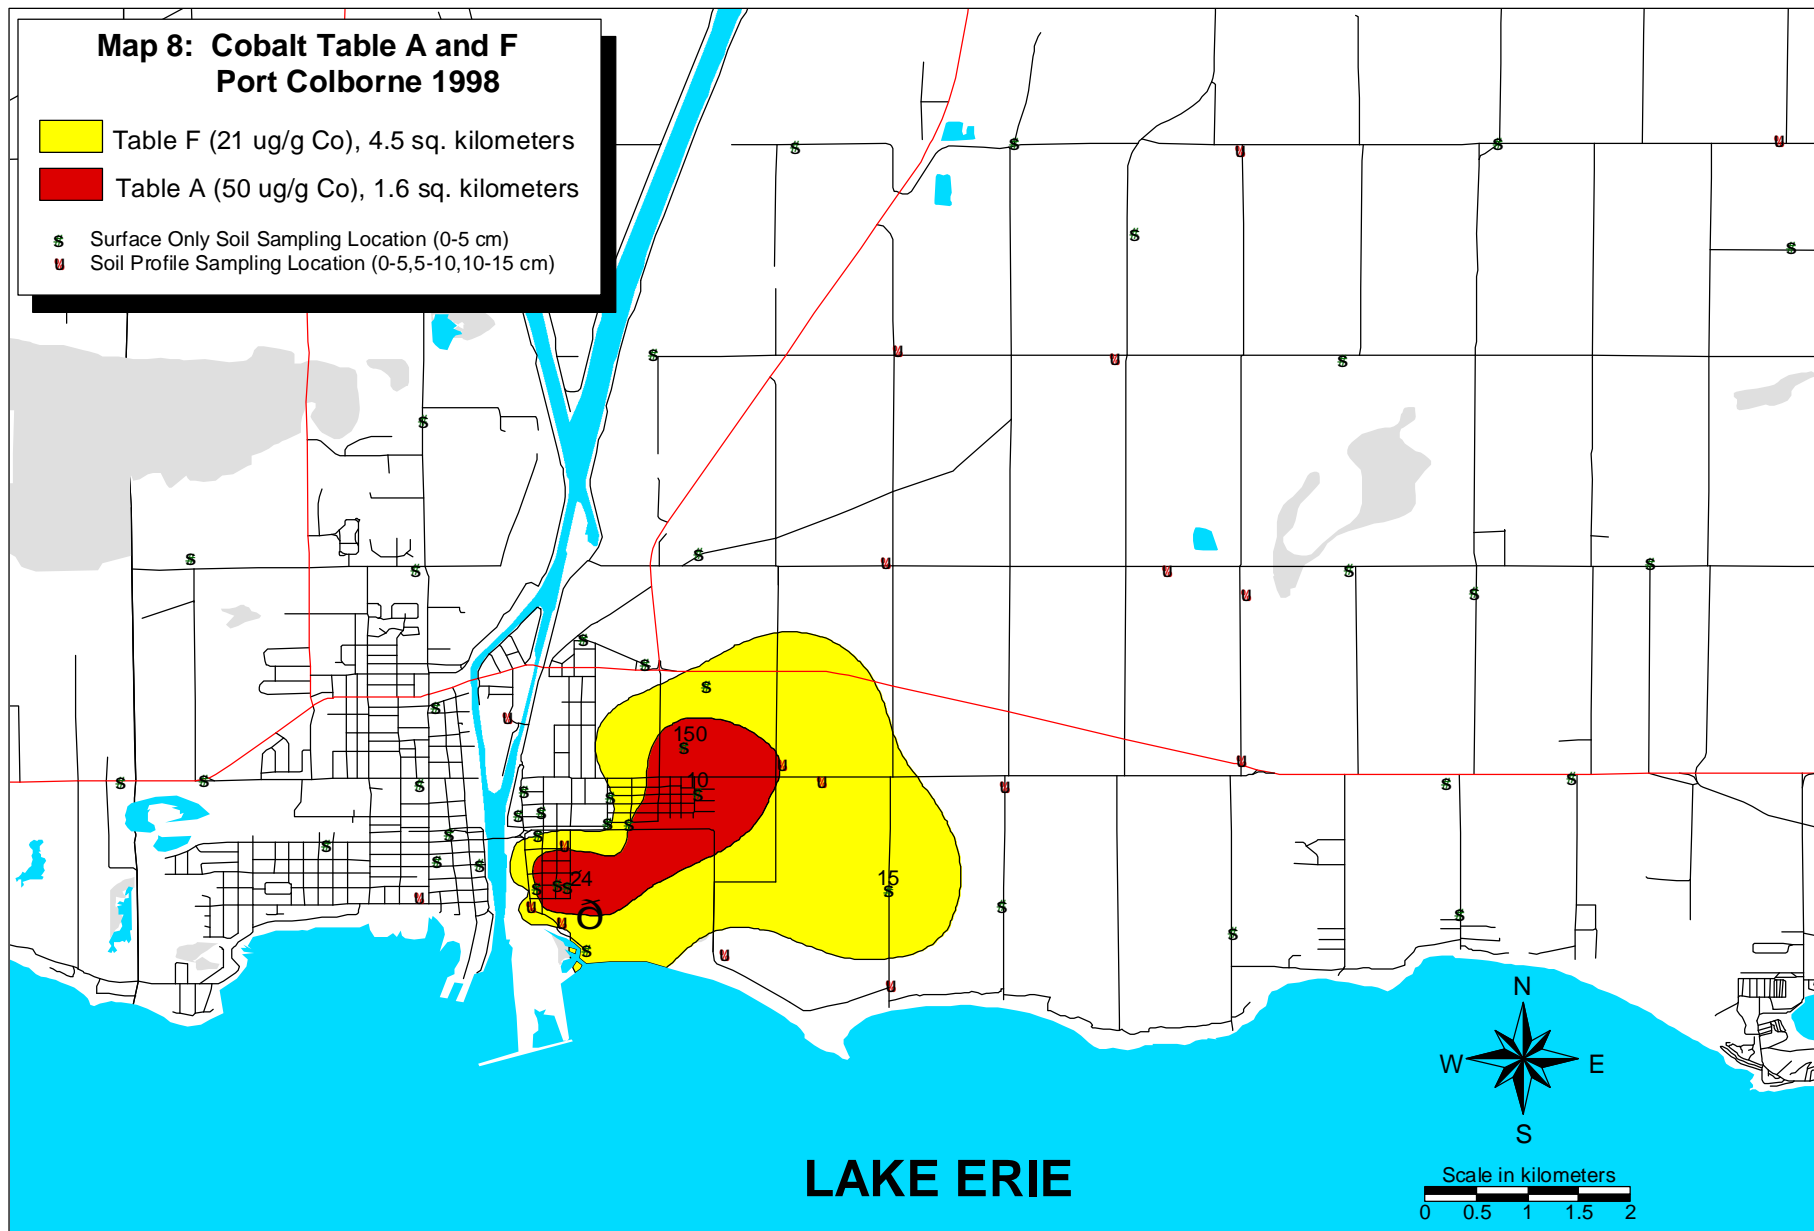 Map 8: Cobalt Table A and F
Port Colborne 1998
Table F (21 ug/g Co), 4.5 sq. kilometers
Table A (50 ug/g Co), 1.6 sq. kilometers
Surface Only Soil Sampling Location (0-5 cm)
Soil Profile Sampling Location (0-5,5-10,10-15 cm)
150
10
24
15
Õ
N
W E
S
LAKE ERIE
Scale in kilometers
0 0.5 1 1.5 2